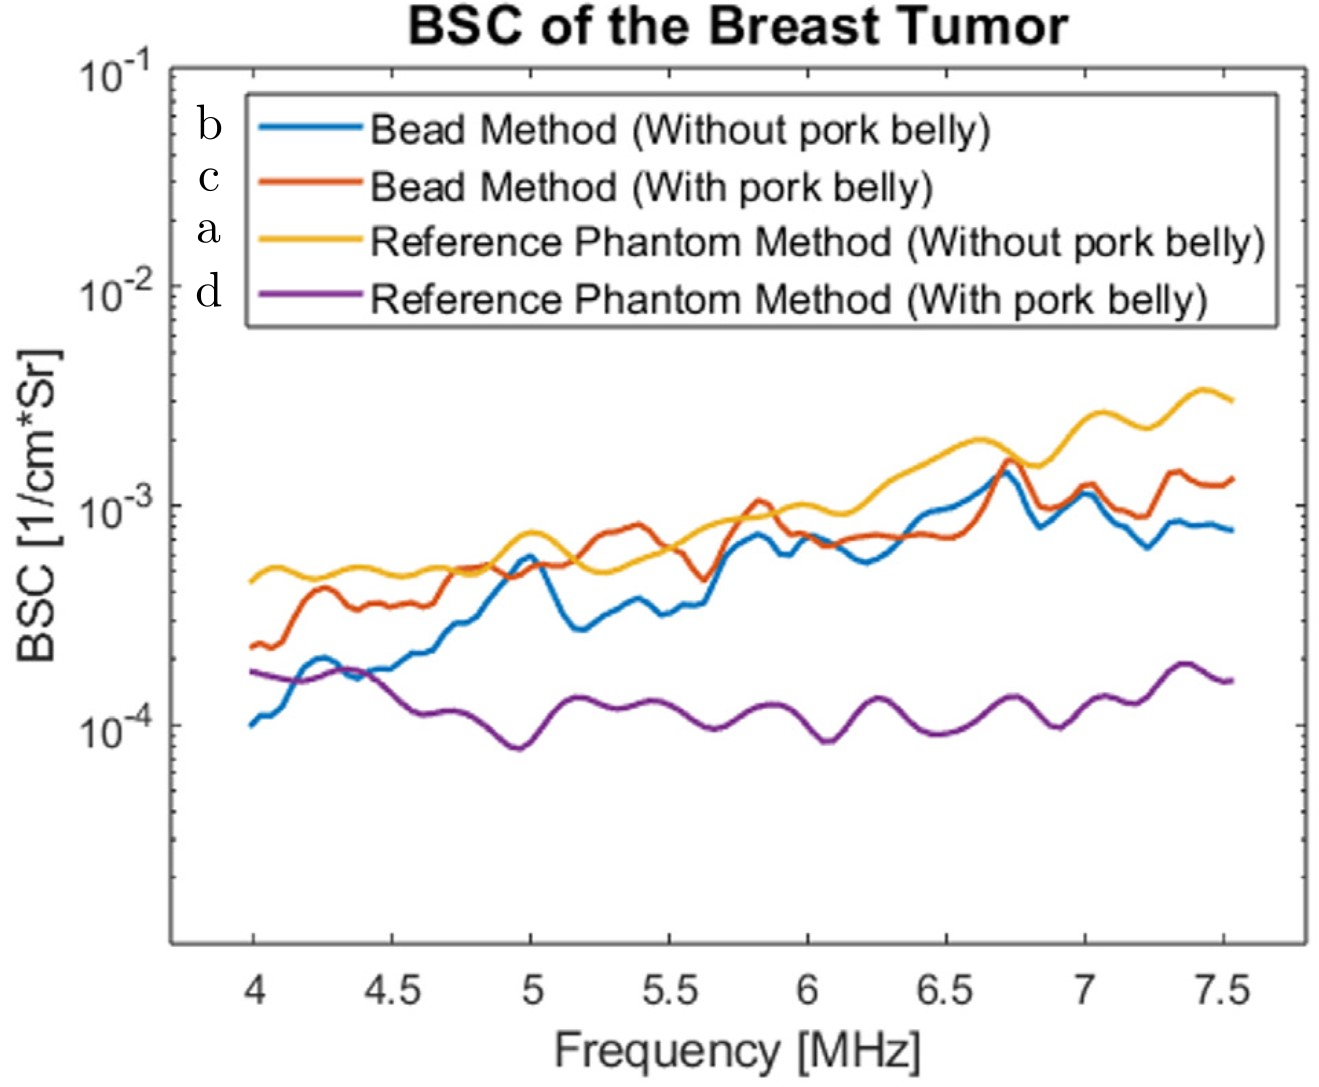 BSC of the Breast Tumor
b Bead Method (Without pork belly)
c Bead Method (With pork belly)
a Reference Phantom Method (Without pork belly)
d Reference Phantom Method (With pork belly)
BSC [1/cm*Sr]
10^-1
10^-2
10^-3
10^-4
4 4.5 5 5.5 6 6.5 7 7.5
Frequency [MHz]